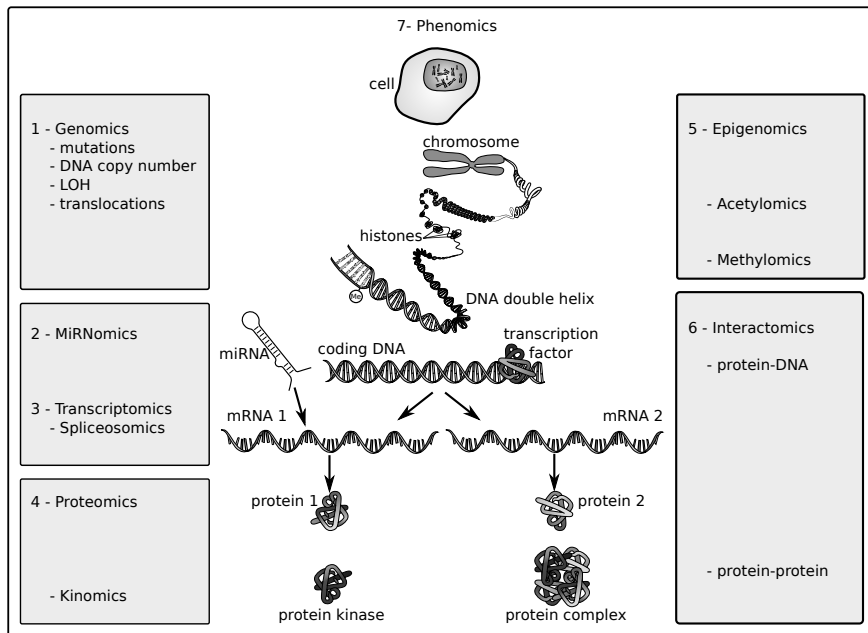 7- Phenomics
cell
1 - Genomics
- mutations
- DNA copy number
- LOH
- translocations
chromosome
histones
Me
DNA double helix
5 - Epigenomics
- Acetylomics
- Methylomics
2 - MiRNomics
3 - Transcriptomics
- Spliceosomics
miRNA
coding DNA
transcription
factor
mRNA 1
mRNA 2
6 - Interactomics
- protein-DNA
- protein-protein
4 - Proteomics
- Kinomics
protein 1
protein 2
protein kinase
protein complex